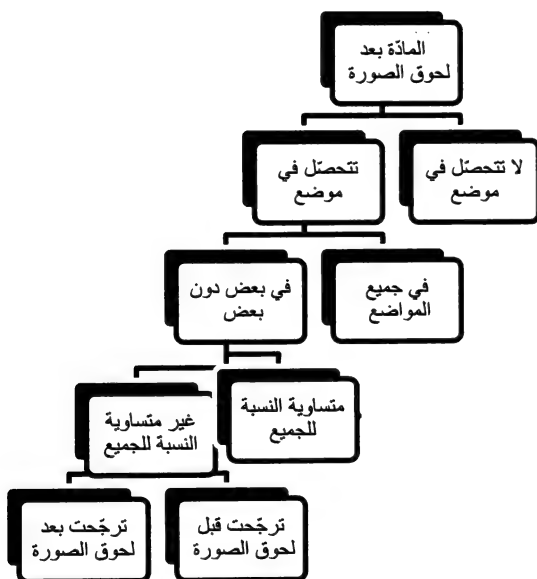 المادّة بعد
لحوق الصورة
لا تتحصّل في
موضع
تتحصّل في
موضع
في جميع
المواضع
في بعض دون
بعض
متساوية النسبة
للجميع
غير متساوية
النسبة للجميع
ترجّحت قبل
لحوق الصورة
ترجّحت بعد
لحوق الصورة